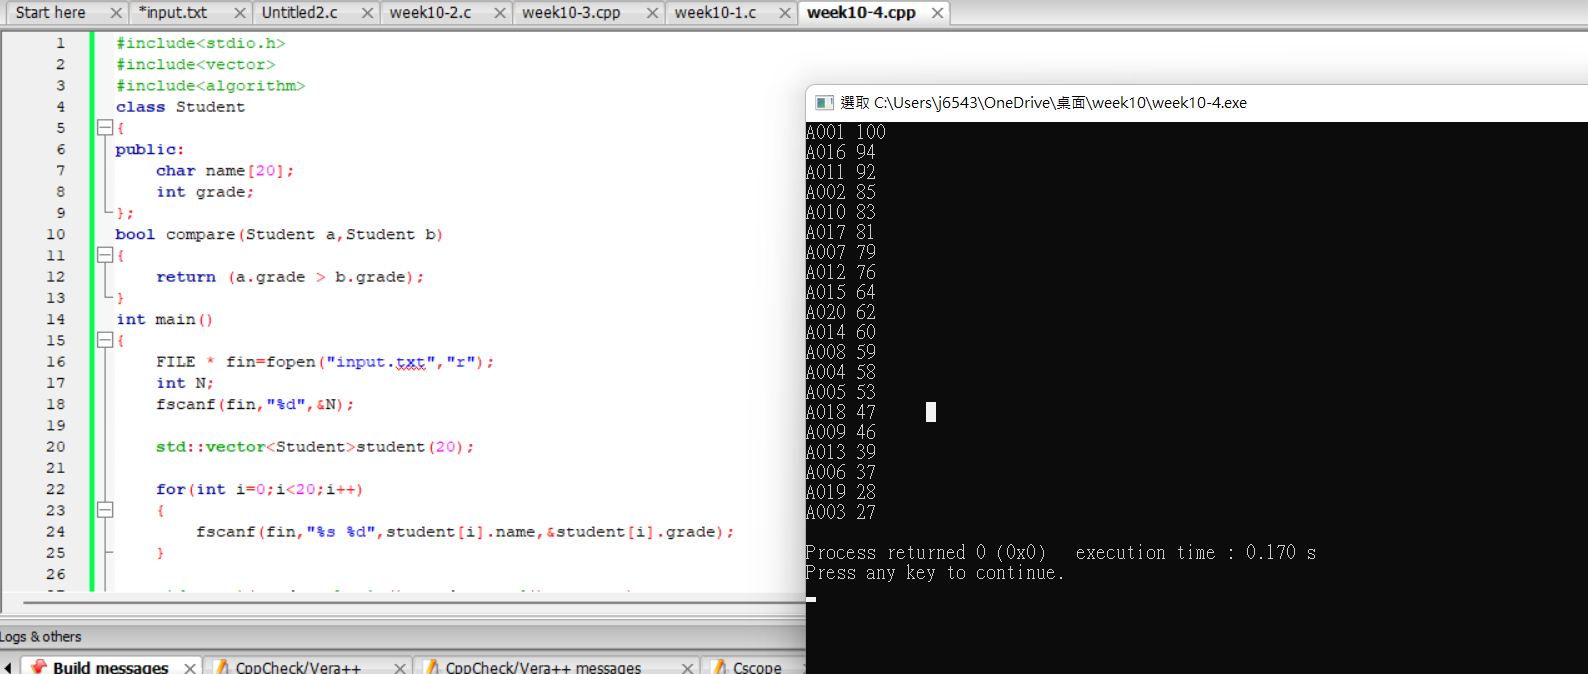 Start here
*input.txt
Untitled2.c
week10-2.c
week10-3.cpp
week10-1.c
week10-4.cpp
1 #include<stdio.h>
2 #include<vector>
3 #include<algorithm>
4 class Student
5 {
6 public:
7 char name[20];
8 int grade;
9 };
10 bool compare(Student a,Student b)
11 {
12 return (a.grade > b.grade);
13 }
14 int main()
15 {
16 FILE * fin=fopen("input.txt","r");
17 int N;
18 fscanf(fin,"%d",&N);
19
20 std::vector<Student>student(20);
21
22 for(int i=0;i<20;i++)
23 {
24 fscanf(fin,"%s %d",student[i].name,&student[i].grade);
25 }
26
選取 C:\Users\j6543\OneDrive\桌面\week10\week10-4.exe
A001 100
A016 94
A011 92
A002 85
A010 83
A017 81
A007 79
A012 76
A015 64
A020 62
A014 60
A008 59
A004 58
A005 53
A018 47
A009 46
A013 39
A006 37
A019 28
A003 27
Process returned 0 (0x0) execution time : 0.170 s
Press any key to continue.
Logs & others
Build messages
CppCheck/Vera++
CppCheck/Vera++ messages
Cscope